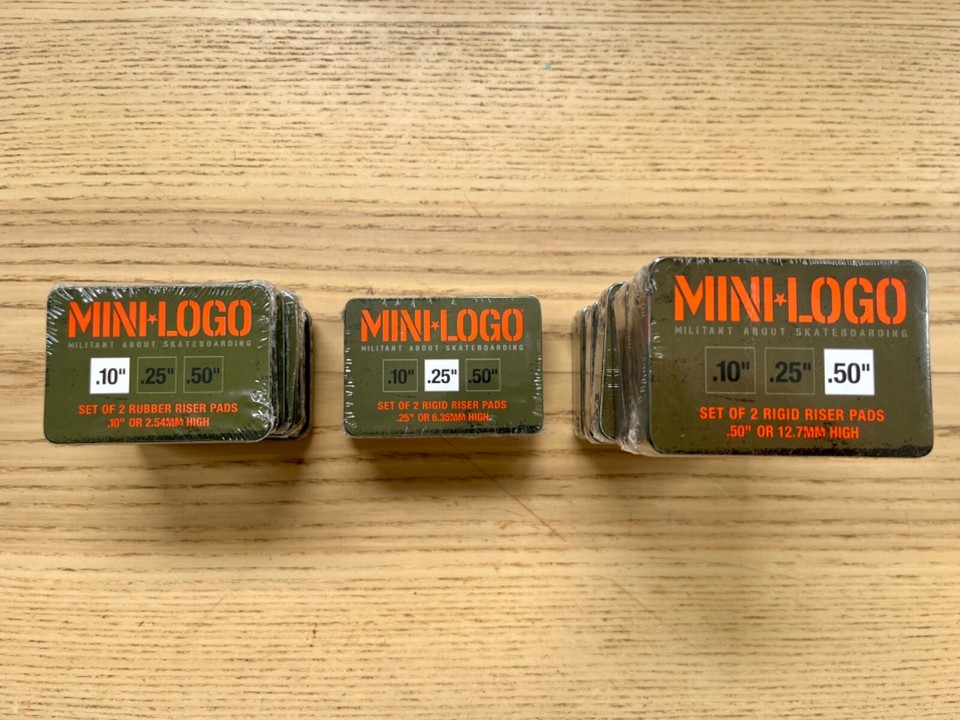 MINI★LOGO
MILITANT ABOUT SKATEBOARDING
.10" .25" .50"
SET OF 2 RUBBER RISER PADS
.10" OR 2.54MM HIGH
MINI★LOGO
MILITANT ABOUT SKATEBOARDING
.10" .25" .50"
SET OF 2 RIGID RISER PADS
.25" OR 6.35MM HIGH
MINI★LOGO
MILITANT ABOUT SKATEBOARDING
.10" .25" .50"
SET OF 2 RIGID RISER PADS
.50" OR 12.7MM HIGH